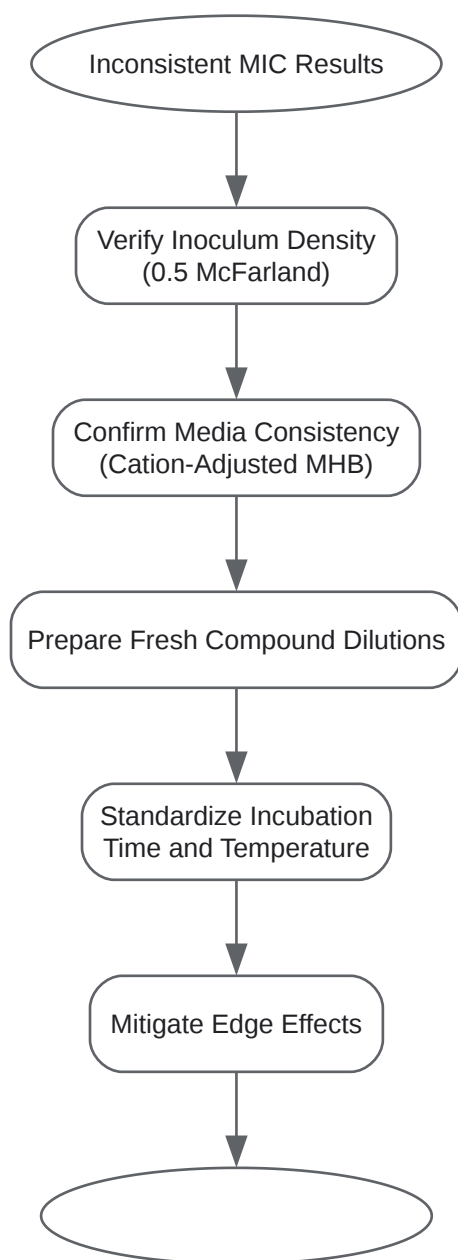 Inconsistent MIC Results
Verify Inoculum Density
(0.5 McFarland)
Confirm Media Consistency
(Cation-Adjusted MHB)
Prepare Fresh Compound Dilutions
Standardize Incubation
Time and Temperature
Mitigate Edge Effects